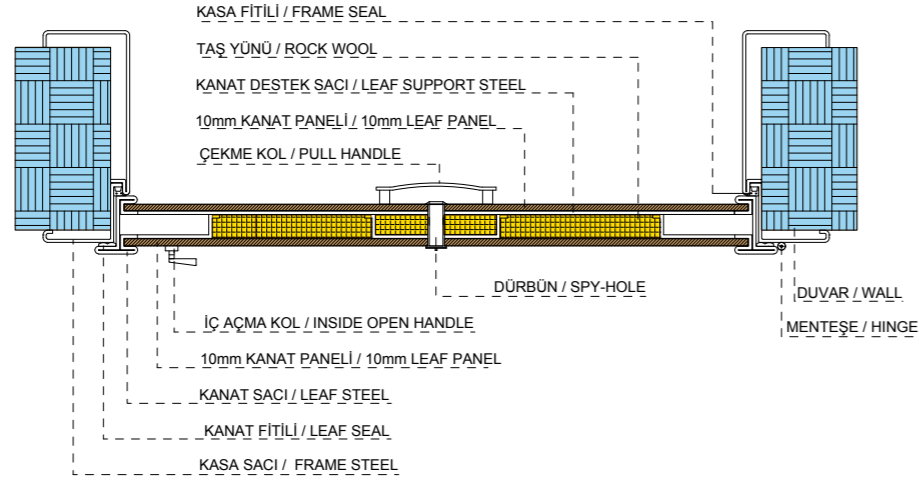 KASA FİTİLİ / FRAME SEAL
TAŞ YÜNÜ / ROCK WOOL
KANAT DESTEK SACI / LEAF SUPPORT STEEL
10mm KANAT PANELİ / 10mm LEAF PANEL
ÇEKME KOL / PULL HANDLE
DÜRBÜN / SPY-HOLE
DUVAR / WALL
MENTEŞE / HINGE
İÇ AÇMA KOL / INSIDE OPEN HANDLE
10mm KANAT PANELİ / 10mm LEAF PANEL
KANAT SACI / LEAF STEEL
KANAT FİTİLİ / LEAF SEAL
KASA SACI / FRAME STEEL